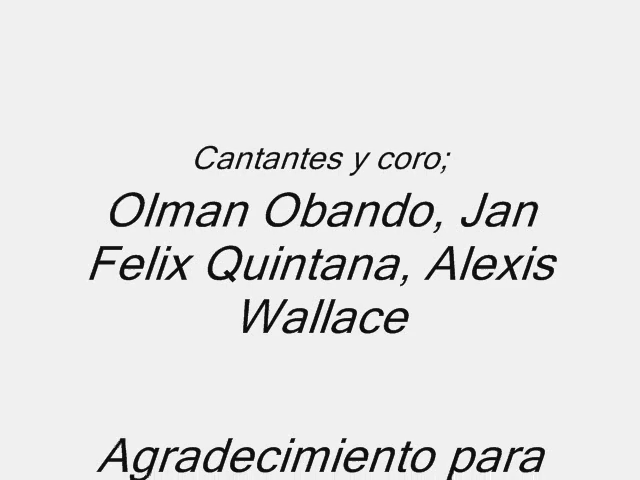 Cantantes y coro;
Olman Obando, Jan
Felix Quintana, Alexis
Wallace
Agradecimiento para